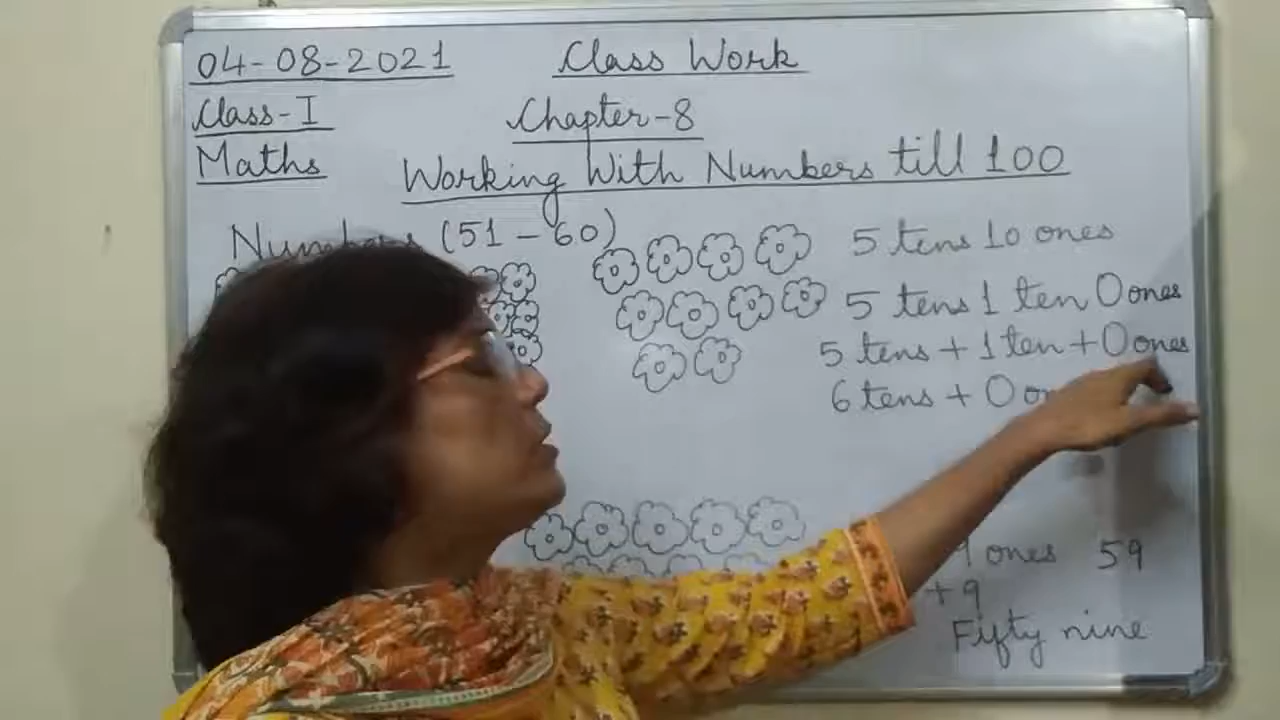 04-08-2021 Class Work
Class-I Chapter-8
Maths Working With Numbers till 100
Numbers (51-60)
5 tens 10 ones
5 tens 1 ten 0 ones
5 tens + 1 ten + 0 ones
6 tens + 0
9 ones 59
+ 9
Fifty nine